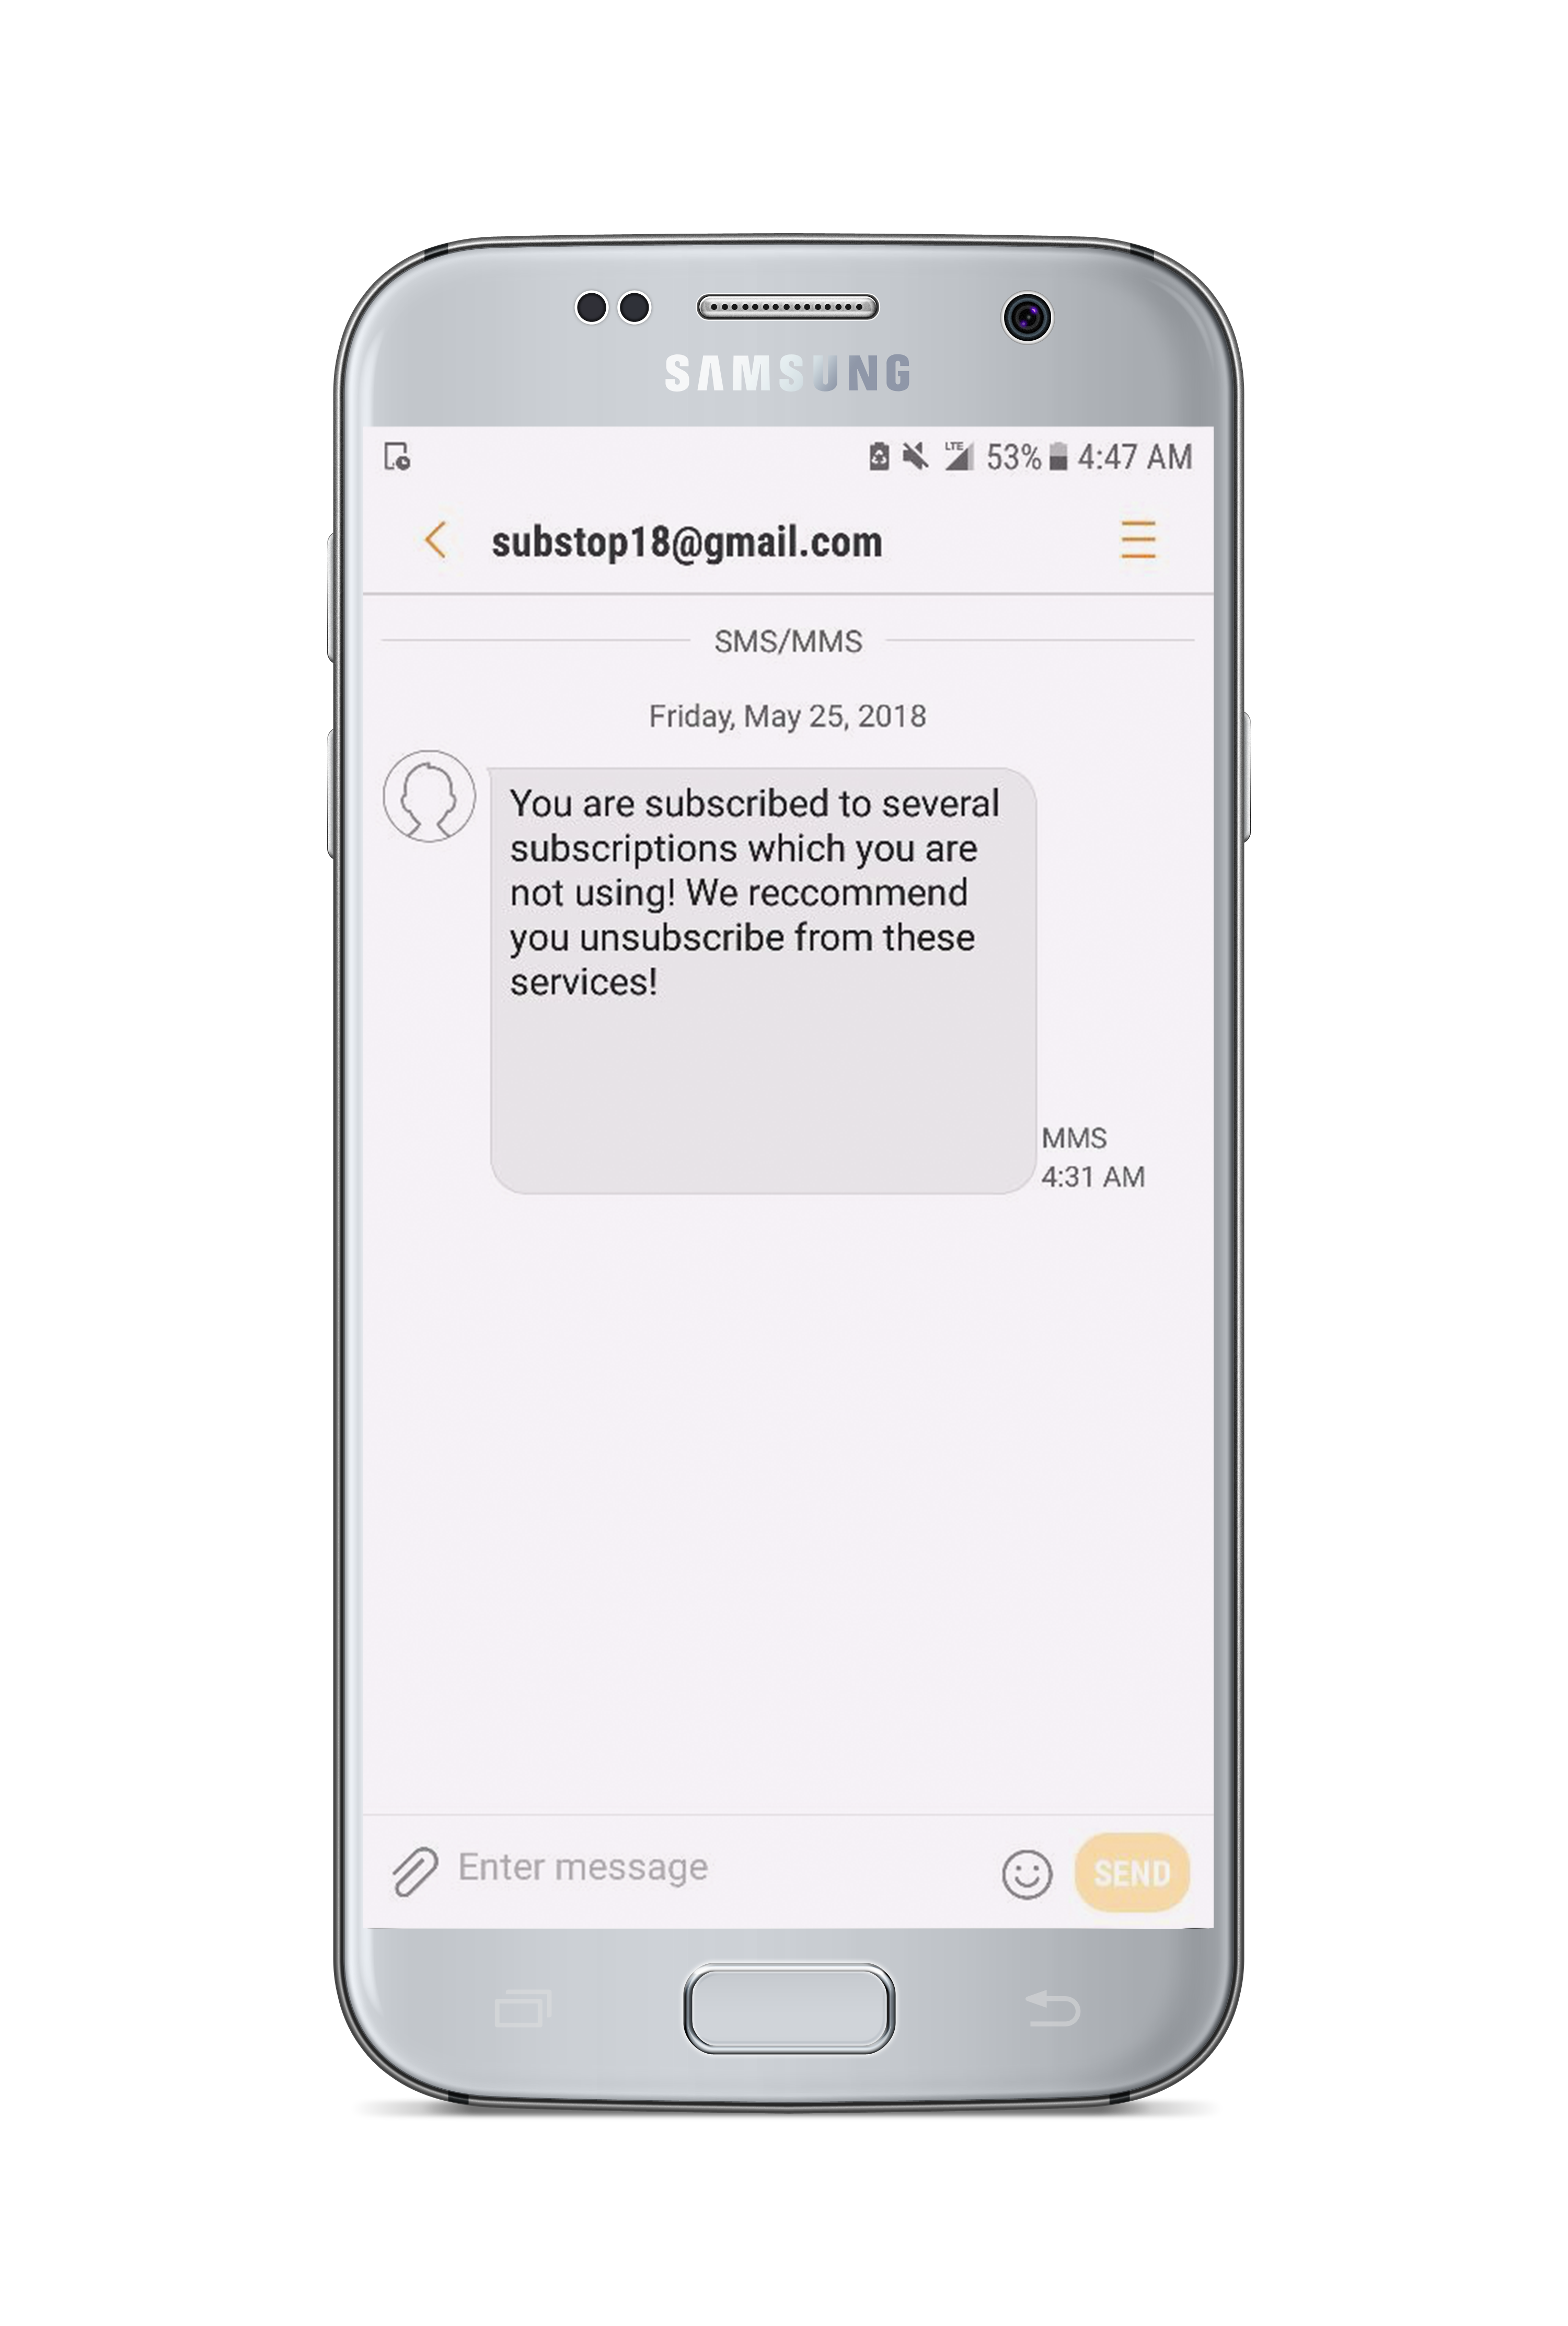 SAMSUNG
LTE 53% 4:47 AM
substop18@gmail.com
SMS/MMS
Friday, May 25, 2018
You are subscribed to several
subscriptions which you are
not using! We reccommend
you unsubscribe from these
services!
MMS
4:31 AM
Enter message
SEND